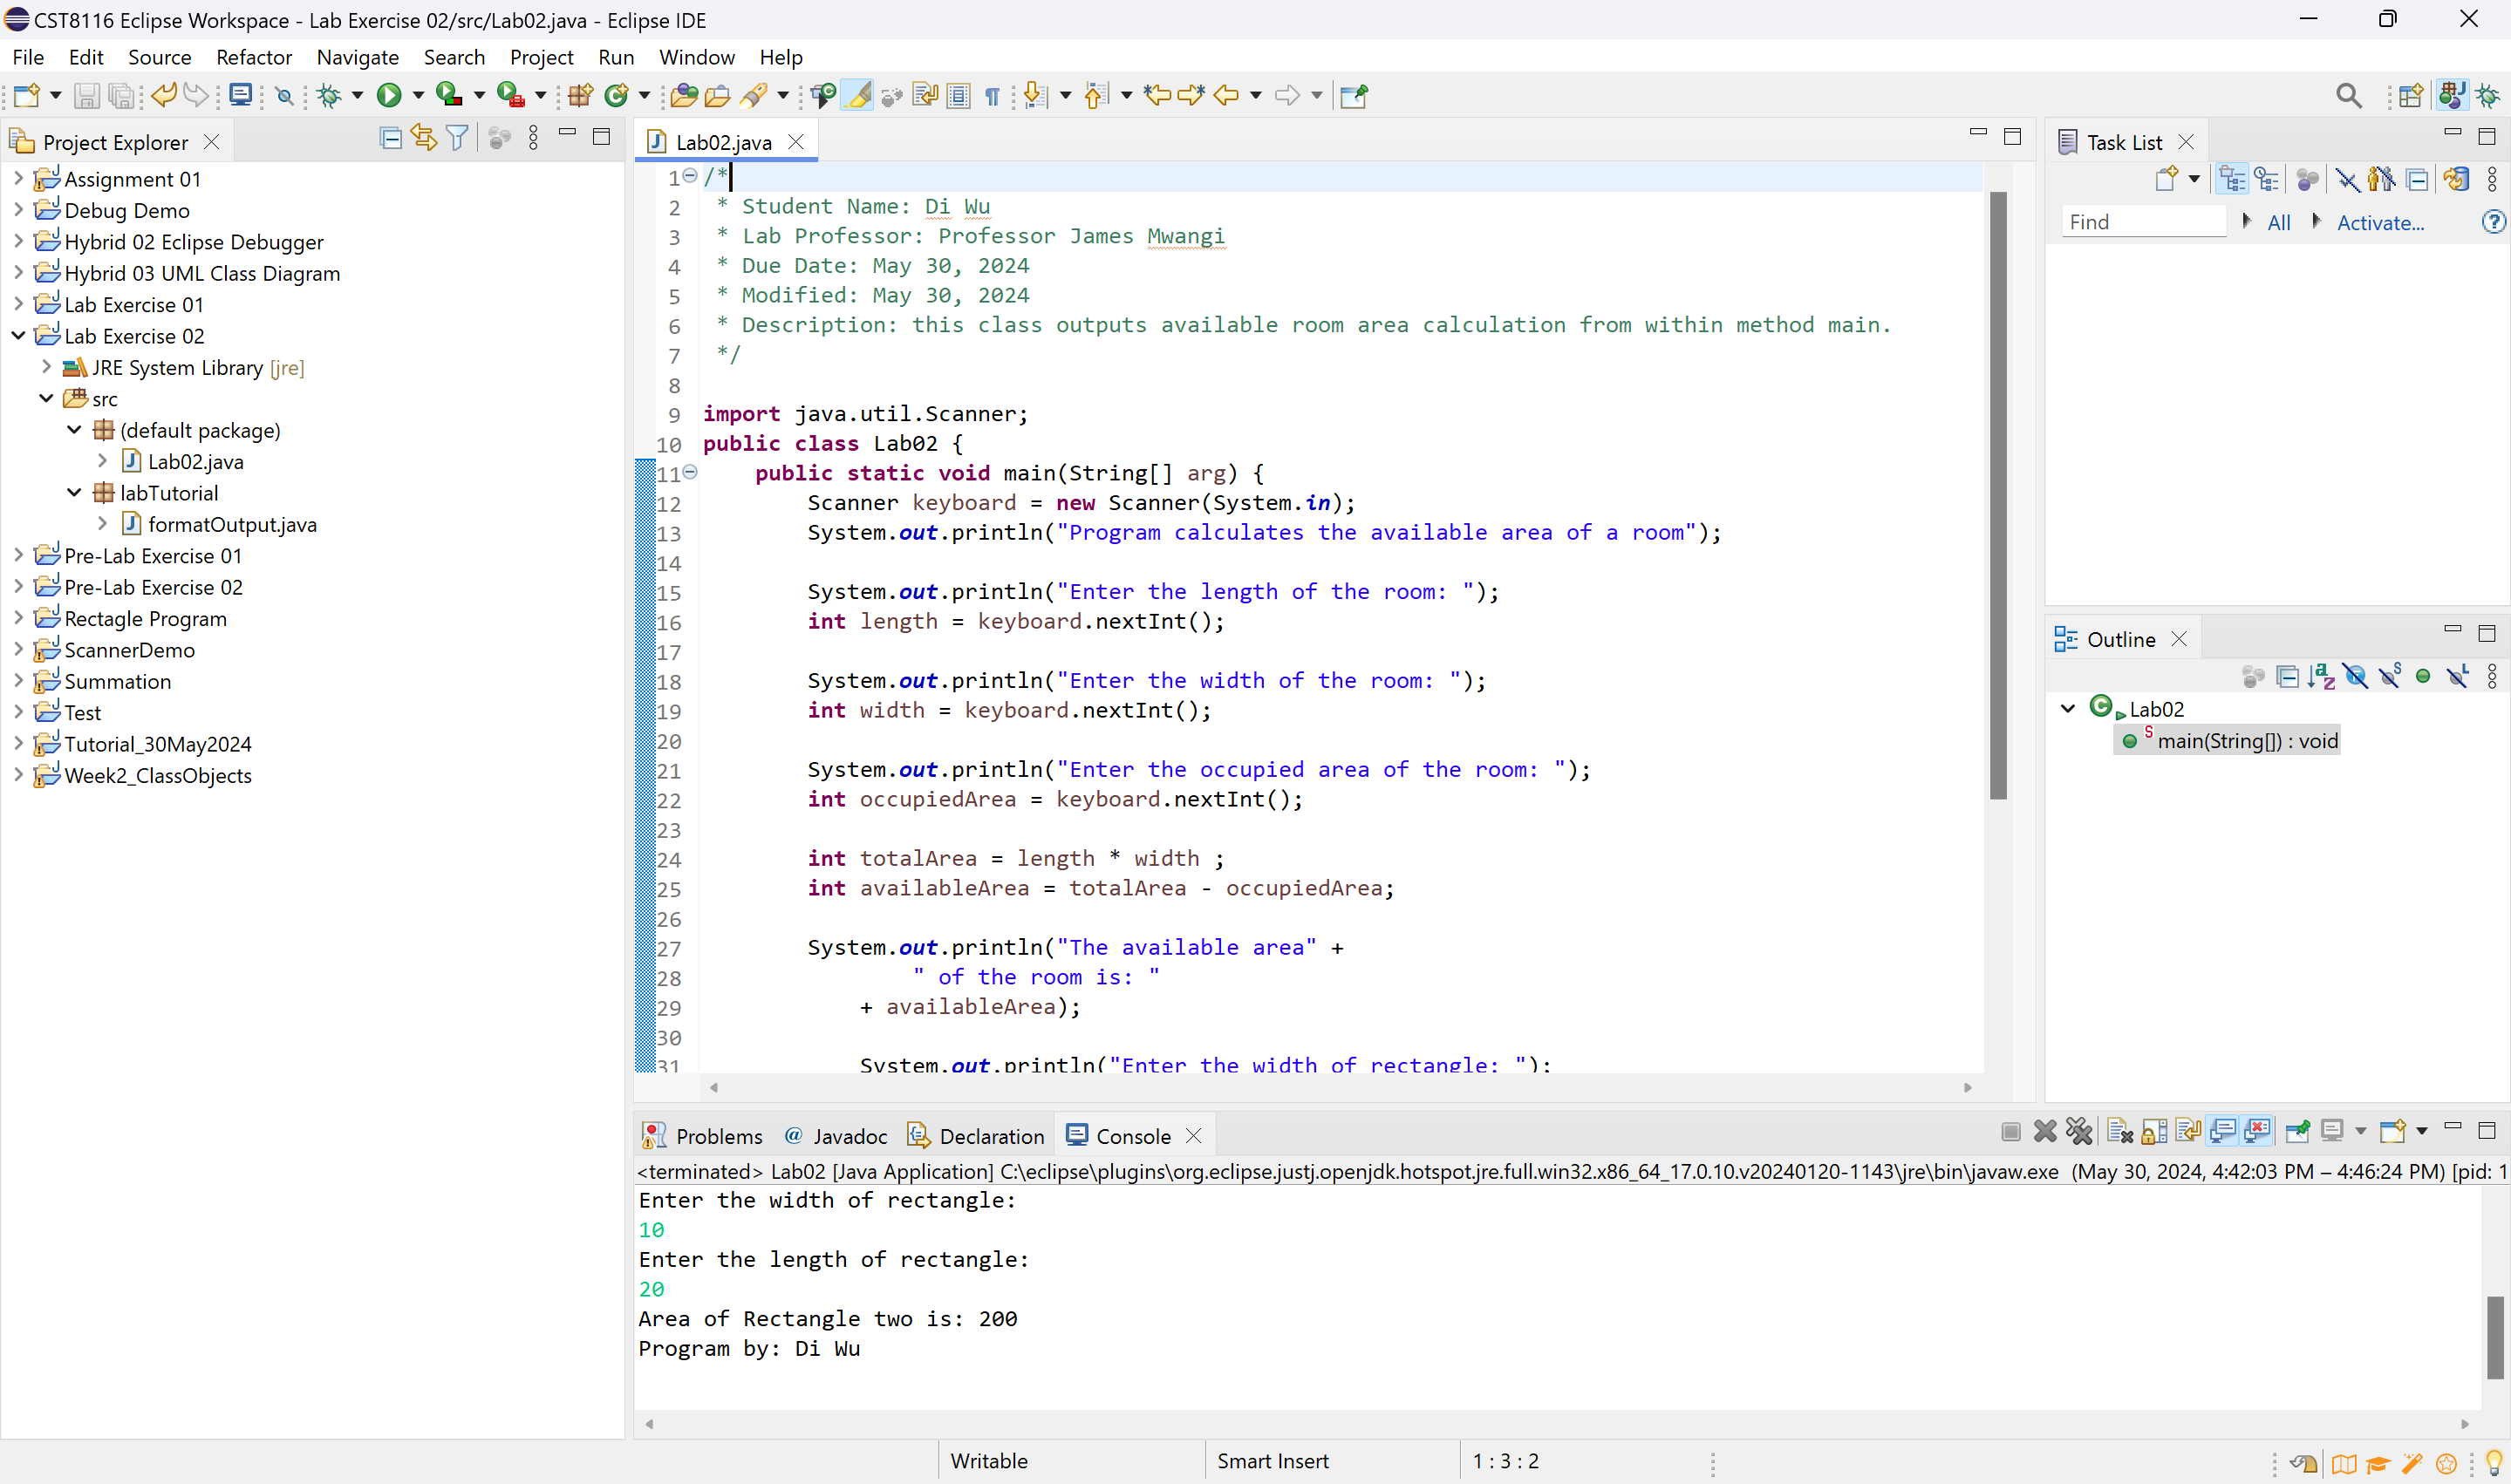 CST8116 Eclipse Workspace - Lab Exercise 02/src/Lab02.java - Eclipse IDE
File Edit Source Refactor Navigate Search Project Run Window Help
Project Explorer
Assignment 01
Debug Demo
Hybrid 02 Eclipse Debugger
Hybrid 03 UML Class Diagram
Lab Exercise 01
Lab Exercise 02
JRE System Library [jre]
src
(default package)
Lab02.java
labTutorial
formatOutput.java
Pre-Lab Exercise 01
Pre-Lab Exercise 02
Rectagle Program
ScannerDemo
Summation
Test
Tutorial_30May2024
Week2_ClassObjects
Lab02.java
1 /*
2 * Student Name: Di Wu
3 * Lab Professor: Professor James Mwangi
4 * Due Date: May 30, 2024
5 * Modified: May 30, 2024
6 * Description: this class outputs available room area calculation from within method main.
7 */
8
9 import java.util.Scanner;
10 public class Lab02 {
11 public static void main(String[] arg) {
12 Scanner keyboard = new Scanner(System.in);
13 System.out.println("Program calculates the available area of a room");
14
15 System.out.println("Enter the length of the room: ");
16 int length = keyboard.nextInt();
17
18 System.out.println("Enter the width of the room: ");
19 int width = keyboard.nextInt();
20
21 System.out.println("Enter the occupied area of the room: ");
22 int occupiedArea = keyboard.nextInt();
23
24 int totalArea = length * width ;
25 int availableArea = totalArea - occupiedArea;
26
27 System.out.println("The available area" +
28 " of the room is: "
29 + availableArea);
30
31 System.out.println("Enter the width of rectangle: ");
Task List
Find All Activate...
Outline
Lab02
main(String[]) : void
Problems @ Javadoc Declaration Console
<terminated> Lab02 [Java Application] C:\eclipse\plugins\org.eclipse.justj.openjdk.hotspot.jre.full.win32.x86_64_17.0.10.v20240120-1143\jre\bin\javaw.exe (May 30, 2024, 4:42:03 PM – 4:46:24 PM) [pid: 1
Enter the width of rectangle:
10
Enter the length of rectangle:
20
Area of Rectangle two is: 200
Program by: Di Wu
Writable Smart Insert 1 : 3 : 2